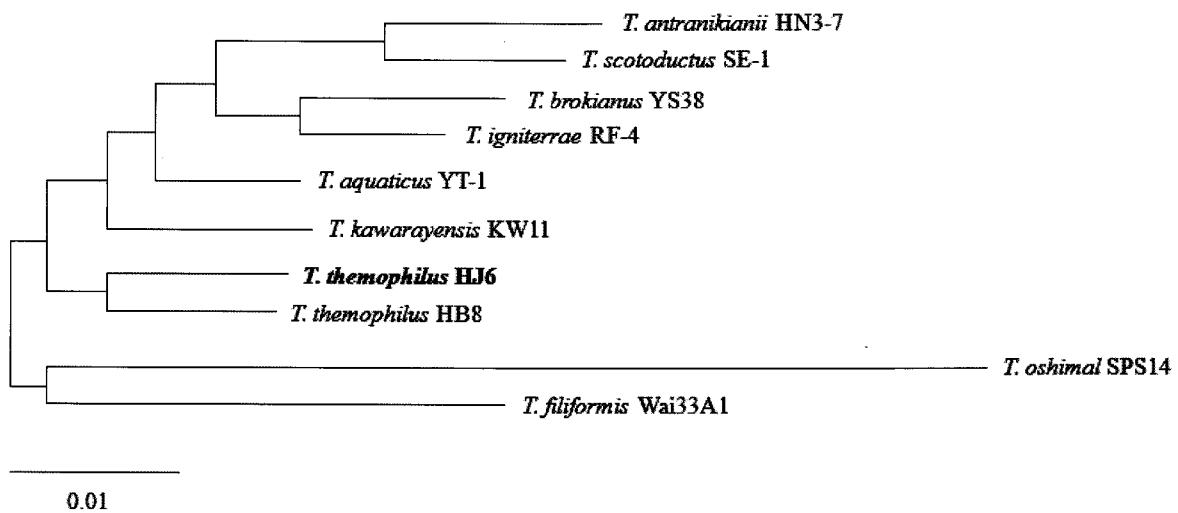 T. antranikianii HN3-7
T. scotoductus SE-1
T. brokianus YS38
T. igniterrae RF-4
T. aquaticus YT-1
T. kawarayensis KW11
T. themophilus HJ6
T. themophilus HB8
T. oshimal SPS14
T. filiformis Wai33A1
0.01